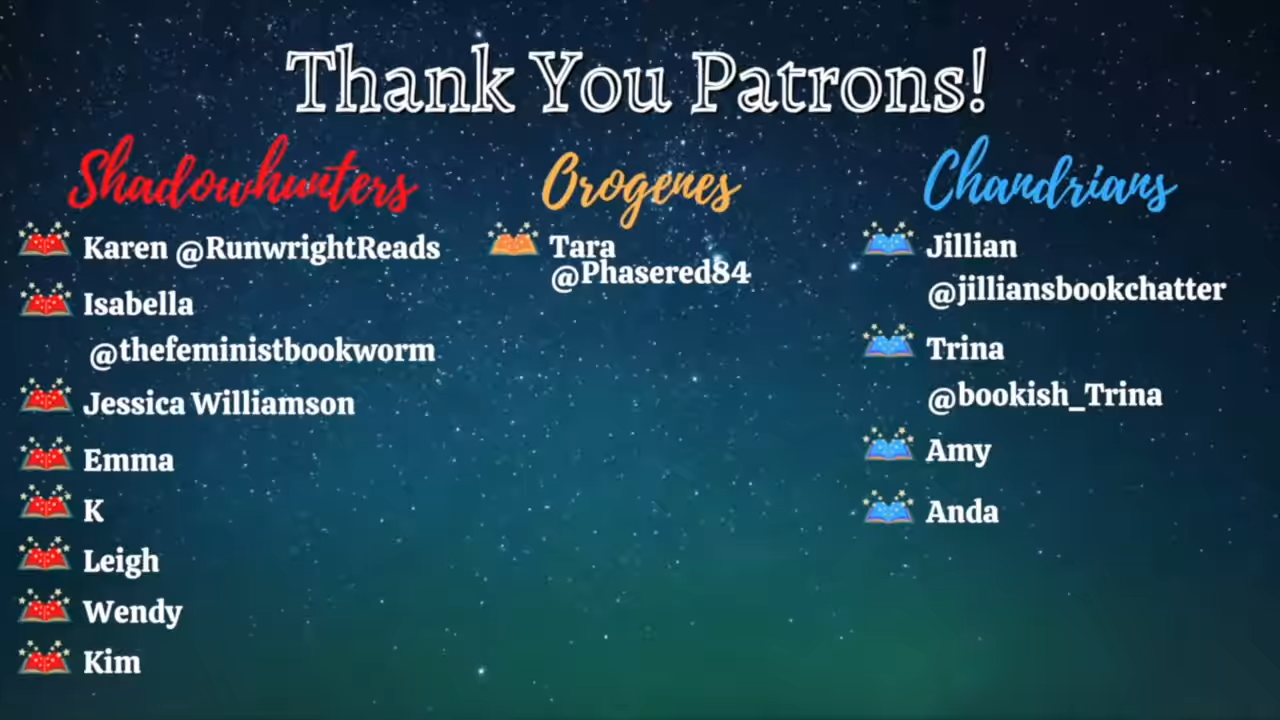 Thank You Patrons!
Shadowhunters
Karen @RunwrightReads
Isabella
@thefeministbookworm
Jessica Williamson
Emma
K
Leigh
Wendy
Kim
Orogenes
Tara
@Phasered84
Chandrians
Jillian
@jilliansbookchatter
Trina
@bookish_Trina
Amy
Anda